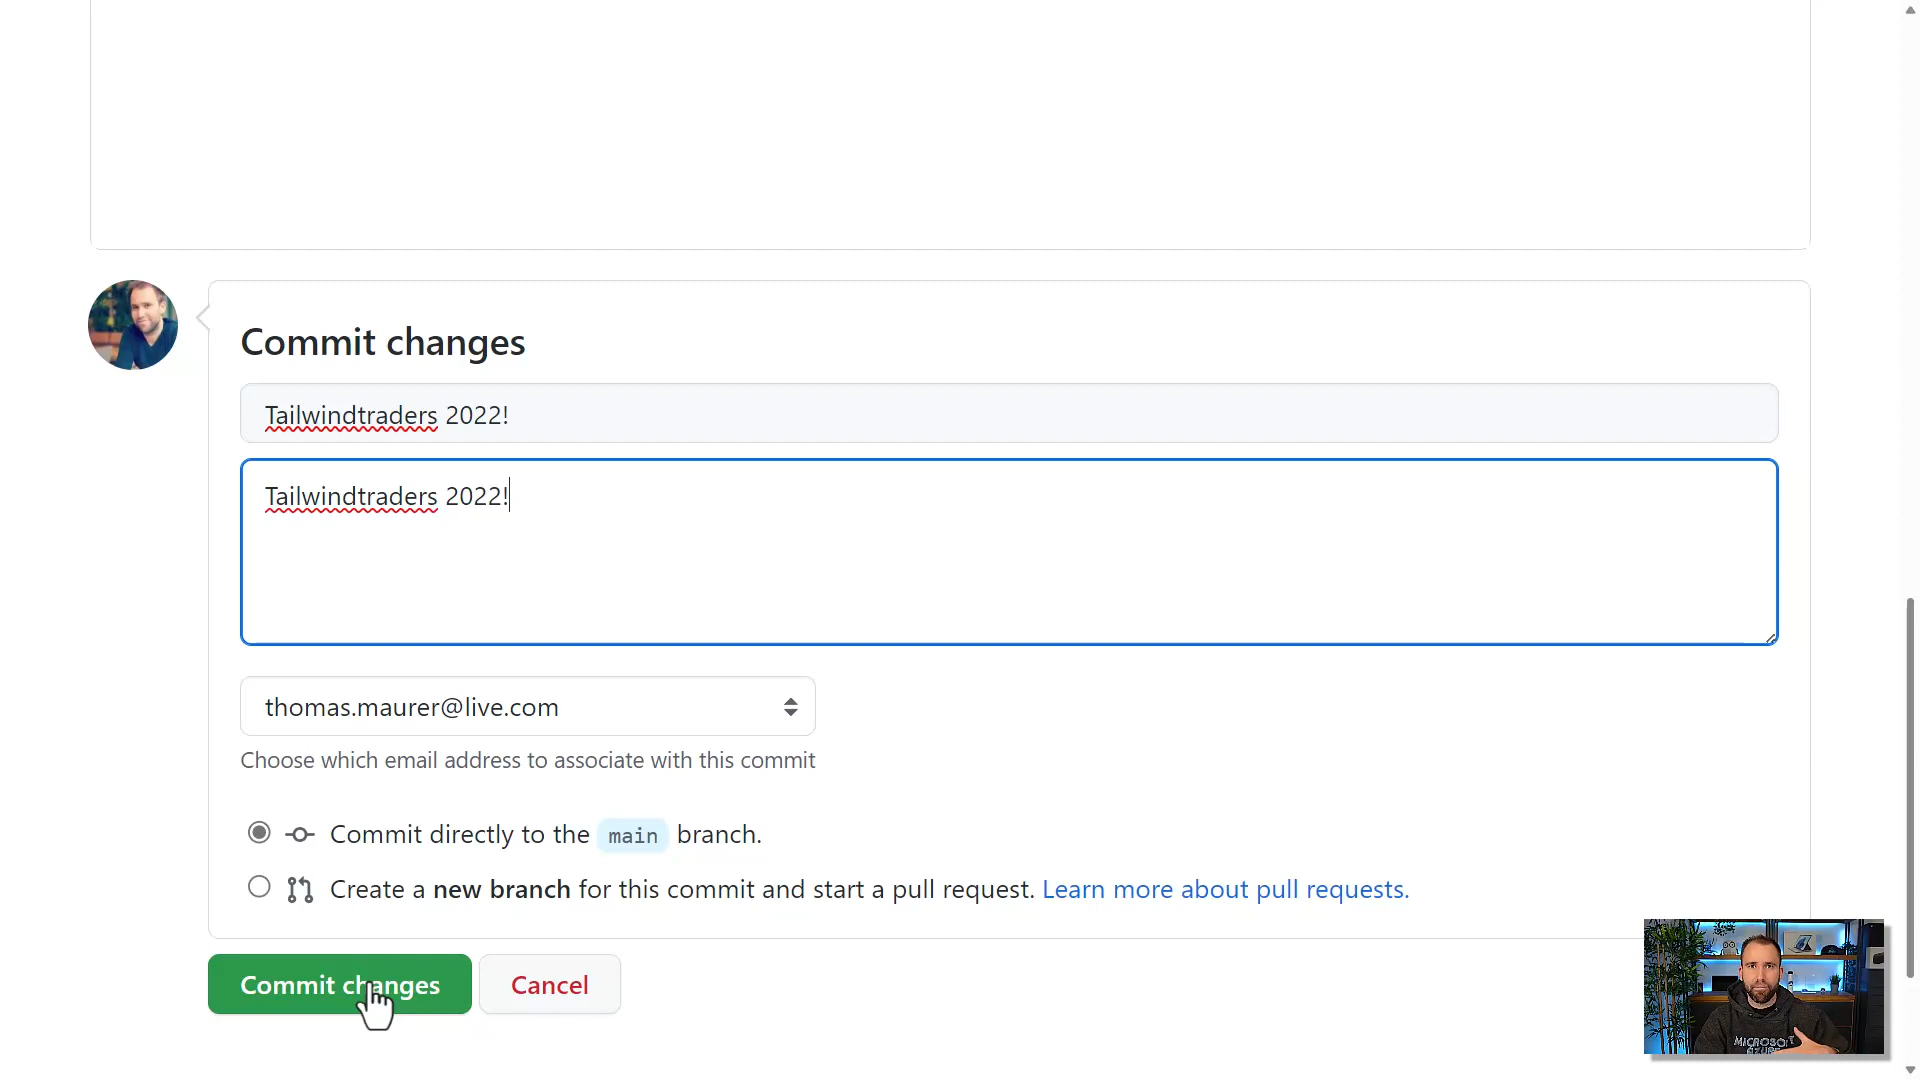 Commit changes
Tailwindtraders 2022!
Tailwindtraders 2022!
thomas.maurer@live.com
Choose which email address to associate with this commit
Commit directly to the main branch.
Create a new branch for this commit and start a pull request. Learn more about pull requests.
Commit changes
Cancel
MICROSOFT
AZURE